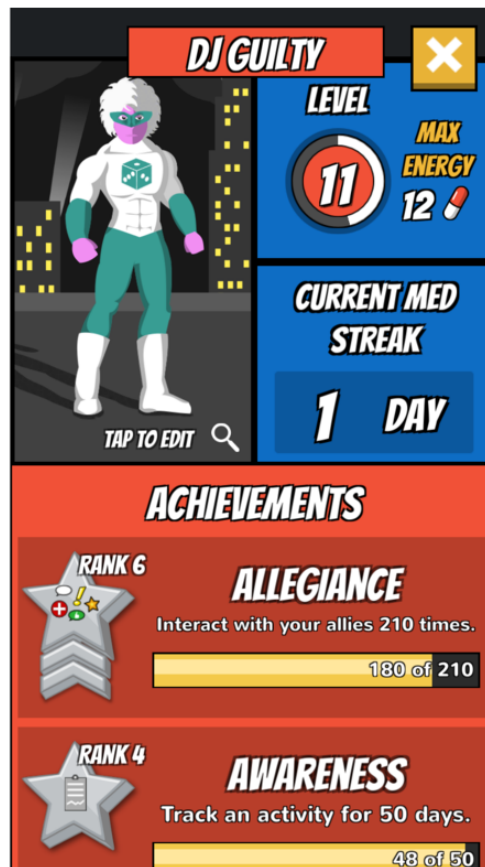 DJ GUILTY
LEVEL
11
MAX
ENERGY
12
CURRENT MED
STREAK
1 DAY
TAP TO EDIT
ACHIEVEMENTS
RANK 6
ALLEGIANCE
Interact with your allies 210 times.
180 of 210
RANK 4
AWARENESS
Track an activity for 50 days.
48 of 50